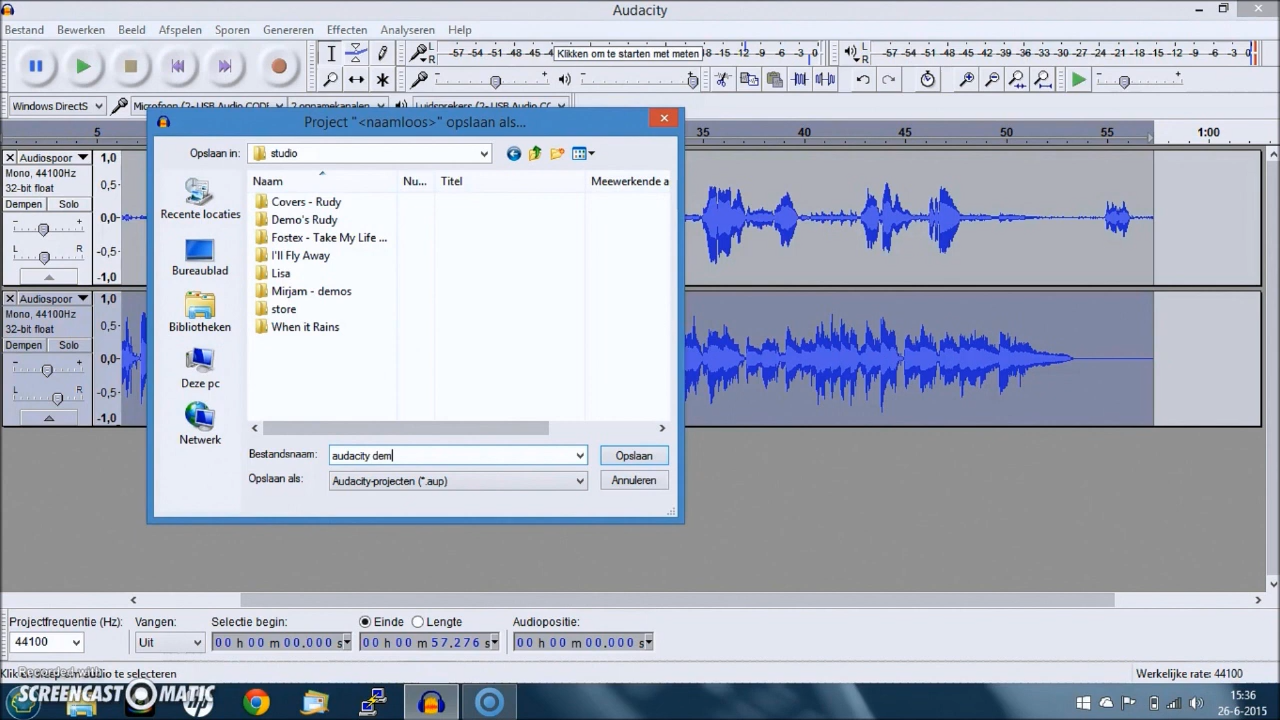 Audacity
Bestand Bewerken Beeld Afspelen Sporen Genereren Effecten Analyseren Help
L R -57 -54 -51 -48 -45 -4 Klikken om te starten met meten -18 -15 -12 -9 -6 -3 0
L R -57 -54 -51 -48 -45 -42 -39 -36 -33 -30 -27 -24 -21 -18 -15 -12 -9 -6 -3 0
Windows DirectS Microfoon (2- USB Audio CODE 2 opnamekanalen Luidsprekers (2- USB Audio CO
5 35 40 45 50 55 1:00
Audiospoor
Mono, 44100Hz
32-bit float
Dempen Solo
- +
L R
1,0
0,5
0,0
-0,5
-1,0
Audiospoor
Mono, 44100Hz
32-bit float
Dempen Solo
- +
L R
1,0
0,5
0,0
-0,5
-1,0
Project "<naamloos>" opslaan als...
Opslaan in: studio
Recente locaties
Bureaublad
Bibliotheken
Deze pc
Netwerk
Naam Nu... Titel Meewerkende a
Covers - Rudy
Demo's Rudy
Fostex - Take My Life ...
I'll Fly Away
Lisa
Mirjam - demos
store
When it Rains
Bestandsnaam: audacity dem
Opslaan
Opslaan als: Audacity-projecten (*.aup)
Annuleren
Projectfrequentie (Hz): Vangen: Selectie begin: Einde Lengte Audiopositie:
44100 Uit 00 h 00 m 00.000 s 00 h 00 m 57.276 s 00 h 00 m 00.000 s
audio te selecteren
Werkelijke rate: 44100
Recorded with
SCREENCAST MATIC
hp
15:36
26-6-2015